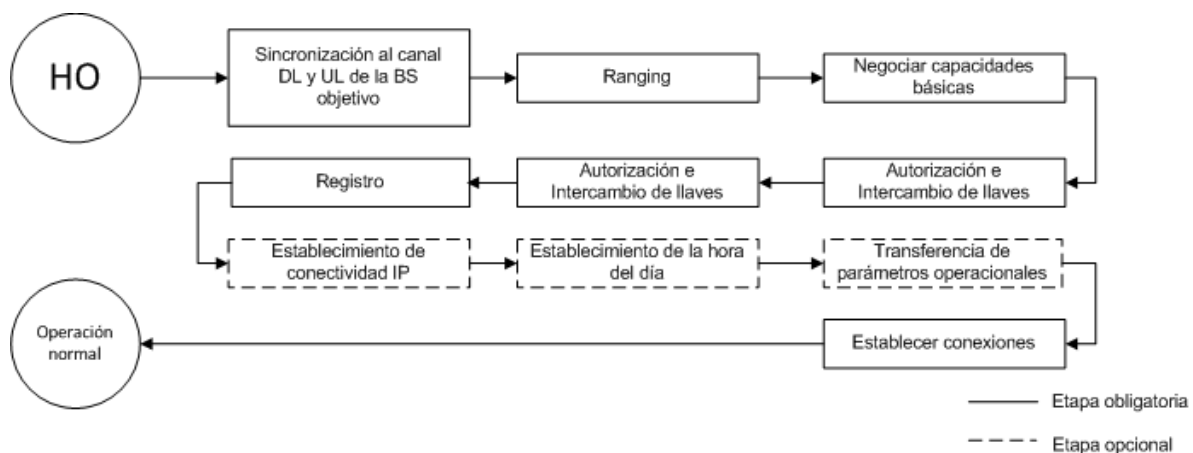 HO
Sincronización al canal
DL y UL de la BS
objetivo
Ranging
Negociar capacidades
básicas
Autorización e
Intercambio de llaves
Autorización e
Intercambio de llaves
Registro
Establecimiento de
conectividad IP
Establecimiento de la hora
del día
Transferencia de
parámetros operacionales
Establecer conexiones
Operación
normal
Etapa obligatoria
Etapa opcional